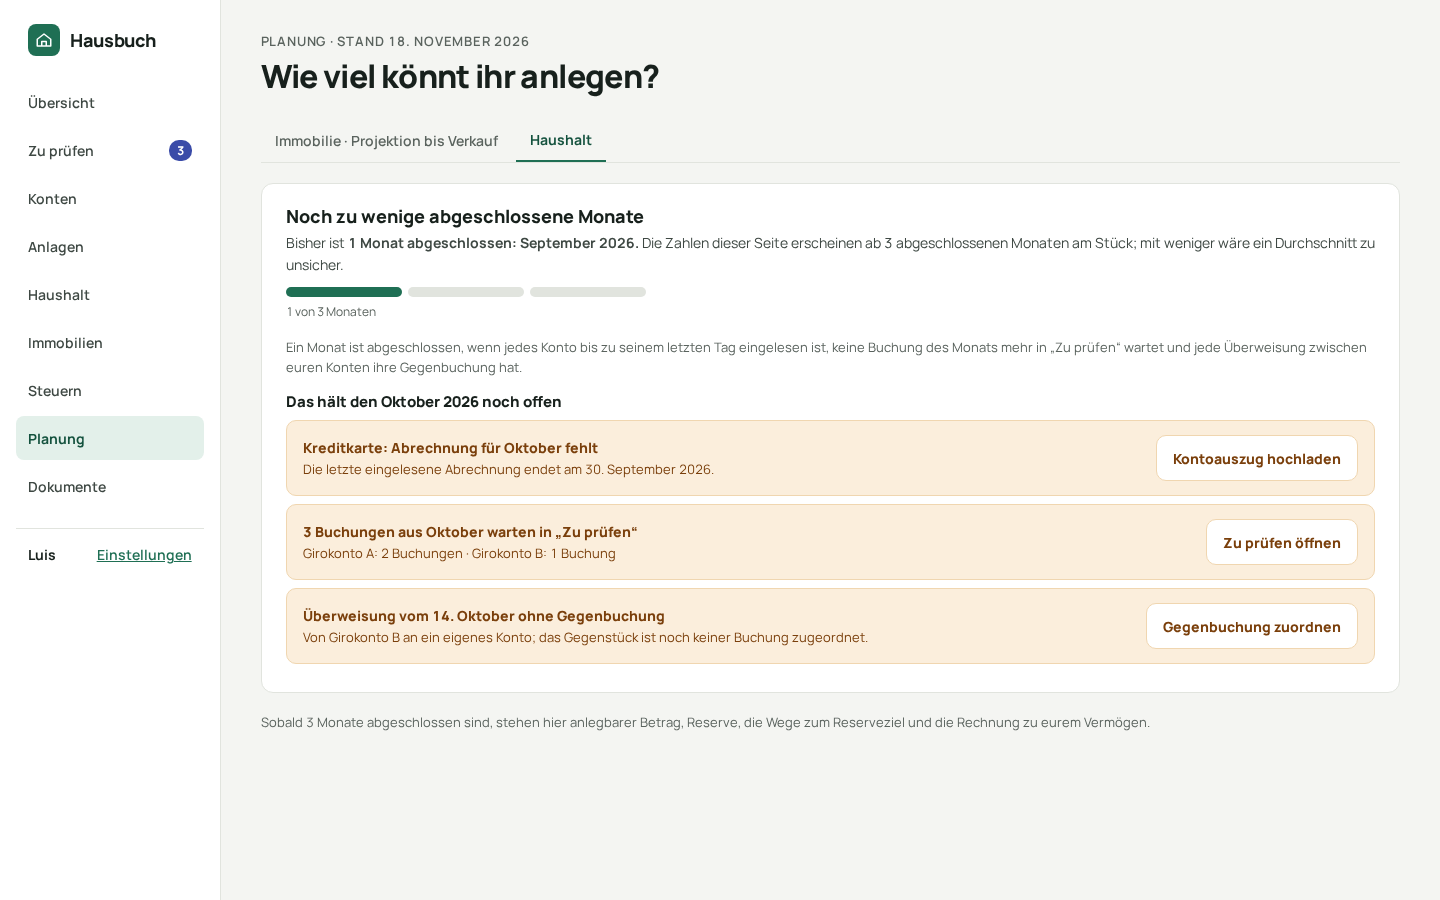 Hausbuch
Übersicht
Zu prüfen 3
Konten
Anlagen
Haushalt
Immobilien
Steuern
Planung
Dokumente
Luis Einstellungen
PLANUNG · STAND 18. NOVEMBER 2026
Wie viel könnt ihr anlegen?
Immobilie · Projektion bis Verkauf Haushalt
Noch zu wenige abgeschlossene Monate
Bisher ist 1 Monat abgeschlossen: September 2026. Die Zahlen dieser Seite erscheinen ab 3 abgeschlossenen Monaten am Stück; mit weniger wäre ein Durchschnitt zu
unsicher.
1 von 3 Monaten
Ein Monat ist abgeschlossen, wenn jedes Konto bis zu seinem letzten Tag eingelesen ist, keine Buchung des Monats mehr in „Zu prüfen“ wartet und jede Überweisung zwischen
euren Konten ihre Gegenbuchung hat.
Das hält den Oktober 2026 noch offen
Kreditkarte: Abrechnung für Oktober fehlt
Die letzte eingelesene Abrechnung endet am 30. September 2026.
Kontoauszug hochladen
3 Buchungen aus Oktober warten in „Zu prüfen“
Girokonto A: 2 Buchungen · Girokonto B: 1 Buchung
Zu prüfen öffnen
Überweisung vom 14. Oktober ohne Gegenbuchung
Von Girokonto B an ein eigenes Konto; das Gegenstück ist noch keiner Buchung zugeordnet.
Gegenbuchung zuordnen
Sobald 3 Monate abgeschlossen sind, stehen hier anlegbarer Betrag, Reserve, die Wege zum Reserveziel und die Rechnung zu eurem Vermögen.